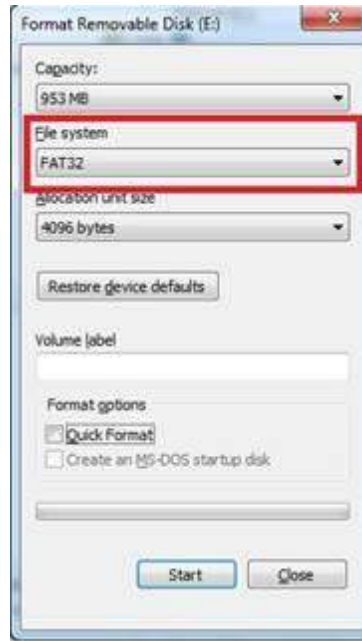 Format Removable Disk (E:)
Capacity:
953 MB
File system
FAT32
Allocation unit size
4096 bytes
Restore device defaults
Volume label
Format options
Quick Format
Create an MS-DOS startup disk
Start
Close